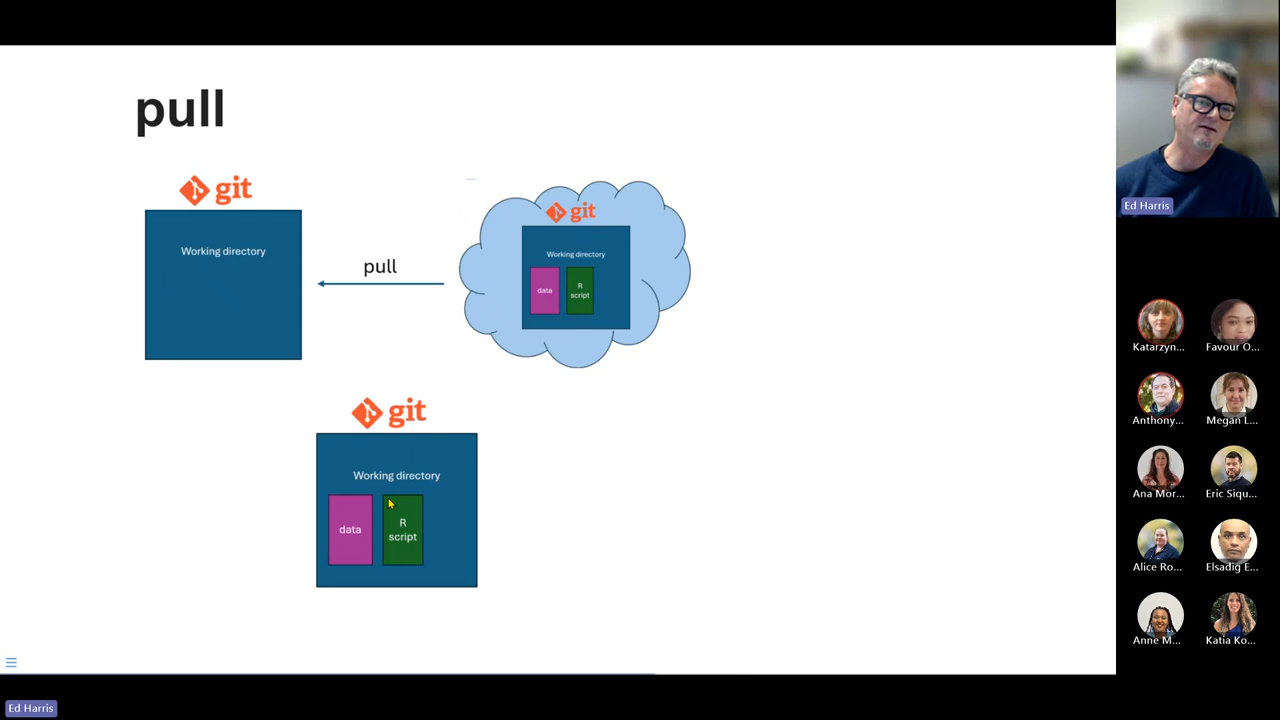 pull
git
Working directory
pull
git
Working directory
data
R
script
git
Working directory
data
R
script
Ed Harris
Katarzyn...
Favour O...
Anthony...
Megan L...
Ana Mor...
Eric Siqu...
Alice Ro...
Elsadig E...
Anne M...
Katia Ko...
Ed Harris